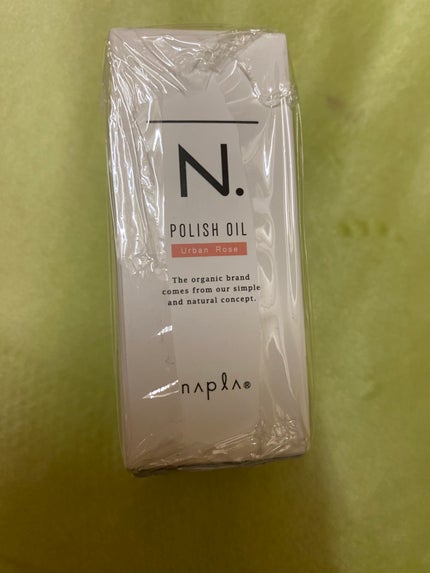 N.
POLISH OIL
Urban Rose
The organic brand
comes from our simple
and natural concept.
napla®